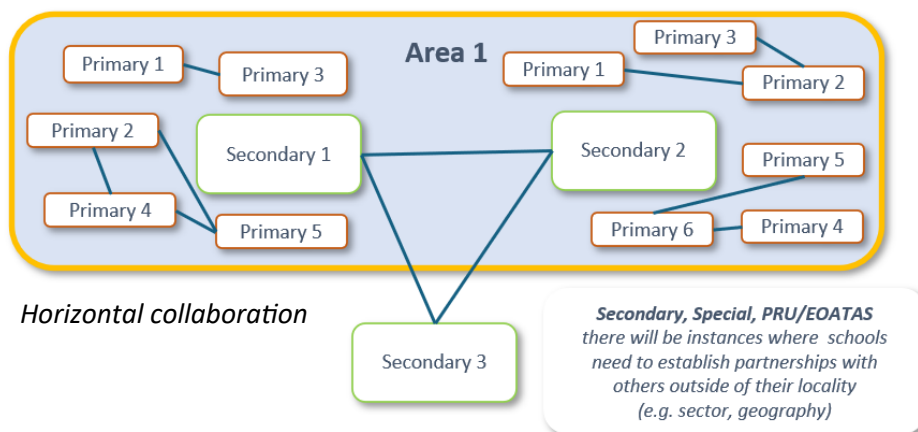 Area 1
Primary 1
Primary 3
Primary 3
Primary 1
Primary 2
Primary 2
Secondary 1
Secondary 2
Primary 5
Primary 4
Primary 5
Primary 6
Primary 4
Horizontal collaboration
Secondary 3
Secondary, Special, PRU/EOATAS
there will be instances where schools
need to establish partnerships with
others outside of their locality
(e.g. sector, geography)